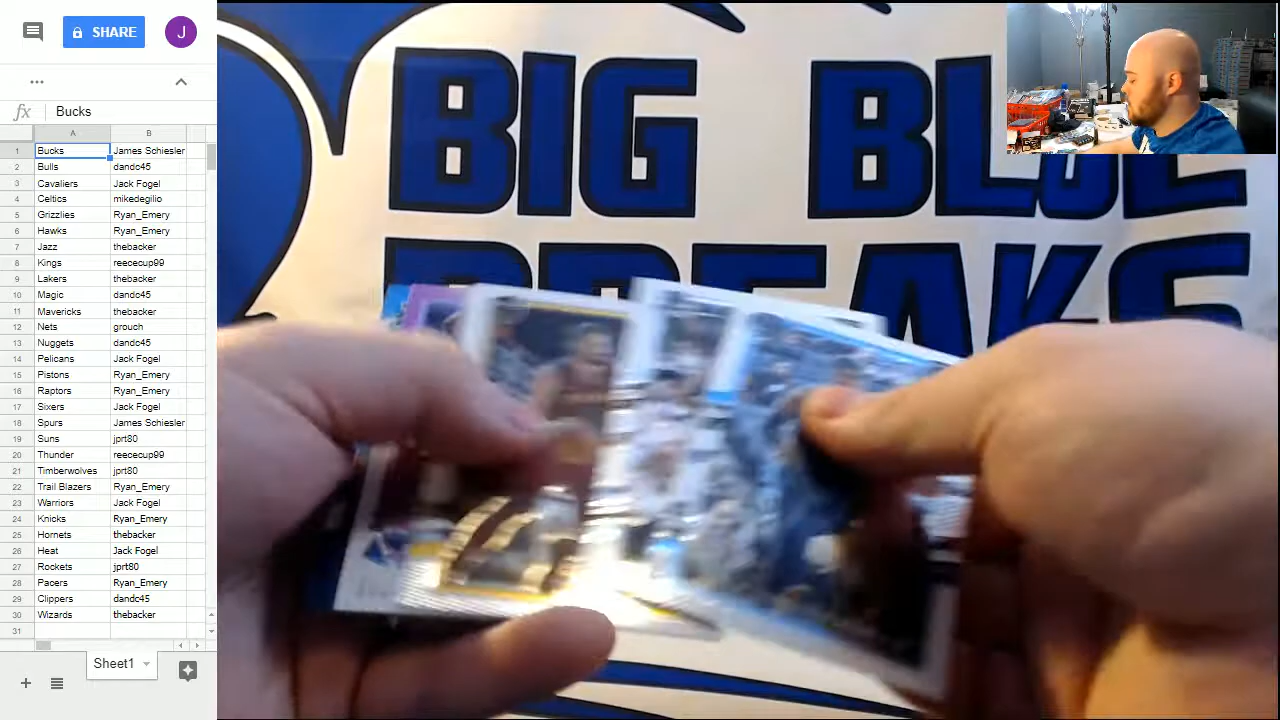 SHARE
J
...
fx Bucks
A B
1 Bucks James Schiesler
2 Bulls dandc45
3 Cavaliers Jack Fogel
4 Celtics mikedegilio
5 Grizzlies Ryan_Emery
6 Hawks Ryan_Emery
7 Jazz thebacker
8 Kings reececup99
9 Lakers thebacker
10 Magic dandc45
11 Mavericks thebacker
12 Nets grouch
13 Nuggets dandc45
14 Pelicans Jack Fogel
15 Pistons Ryan_Emery
16 Raptors Ryan_Emery
17 Sixers Jack Fogel
18 Spurs James Schiesler
19 Suns jprt80
20 Thunder reececup99
21 Timberwolves jprt80
22 Trail Blazers Ryan_Emery
23 Warriors Jack Fogel
24 Knicks Ryan_Emery
25 Hornets thebacker
26 Heat Jack Fogel
27 Rockets jprt80
28 Pacers Ryan_Emery
29 Clippers dandc45
30 Wizards thebacker
31
Sheet1
BIG BLUE
BREAKS